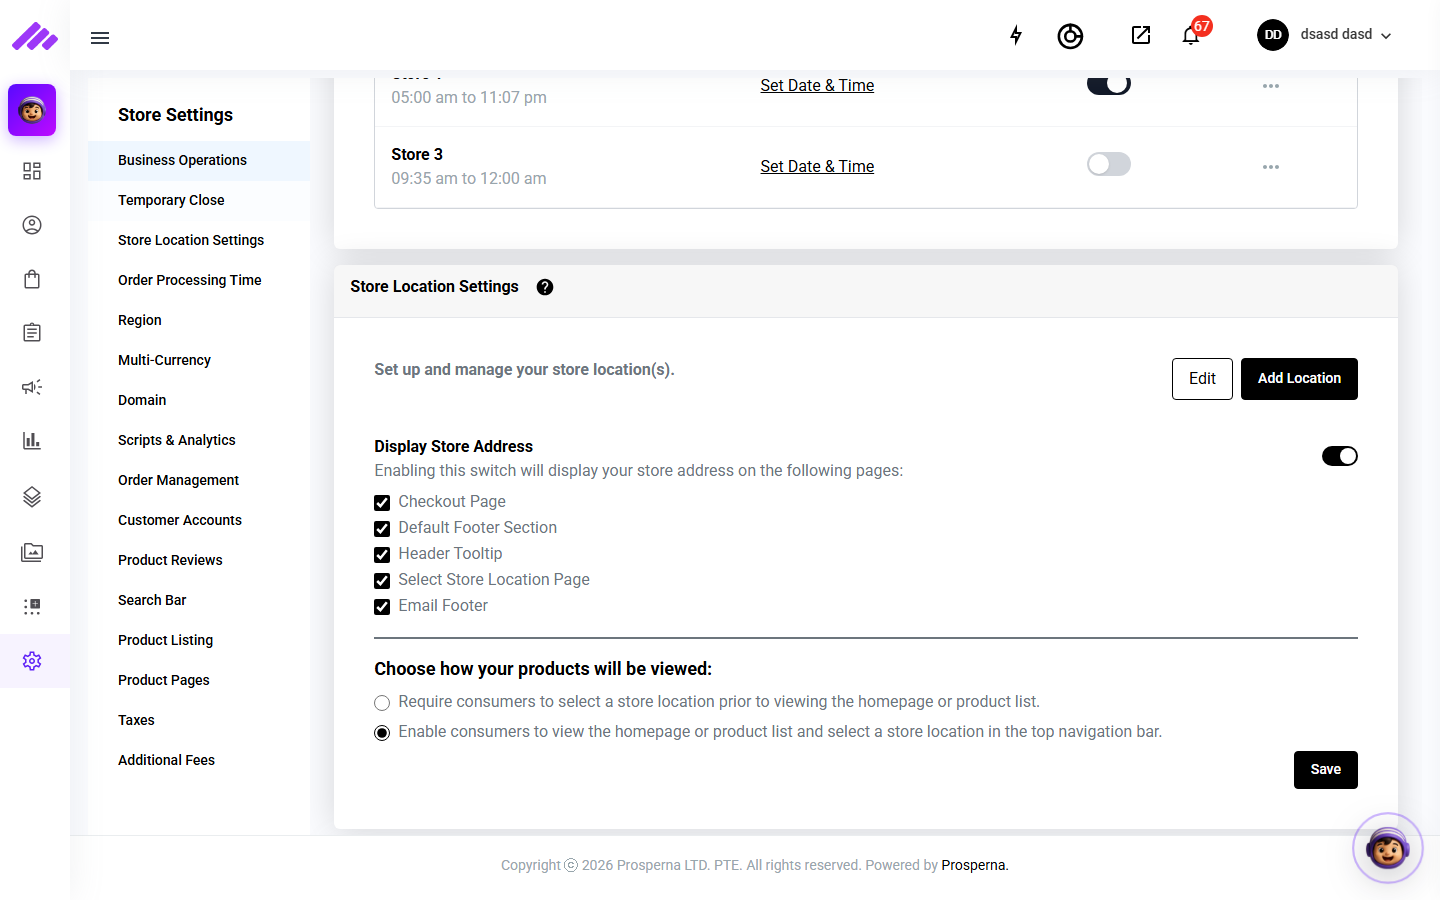 67
DD
dsasd dasd
Store Settings
Business Operations
Temporary Close
Store Location Settings
Order Processing Time
Region
Multi-Currency
Domain
Scripts & Analytics
Order Management
Customer Accounts
Product Reviews
Search Bar
Product Listing
Product Pages
Taxes
Additional Fees
05:00 am to 11:07 pm
Set Date & Time
Store 3
09:35 am to 12:00 am
Set Date & Time
Store Location Settings
Set up and manage your store location(s).
Edit
Add Location
Display Store Address
Enabling this switch will display your store address on the following pages:
Checkout Page
Default Footer Section
Header Tooltip
Select Store Location Page
Email Footer
Choose how your products will be viewed:
Require consumers to select a store location prior to viewing the homepage or product list.
Enable consumers to view the homepage or product list and select a store location in the top navigation bar.
Save
Copyright © 2026 Prosperna LTD. PTE. All rights reserved. Powered by Prosperna.